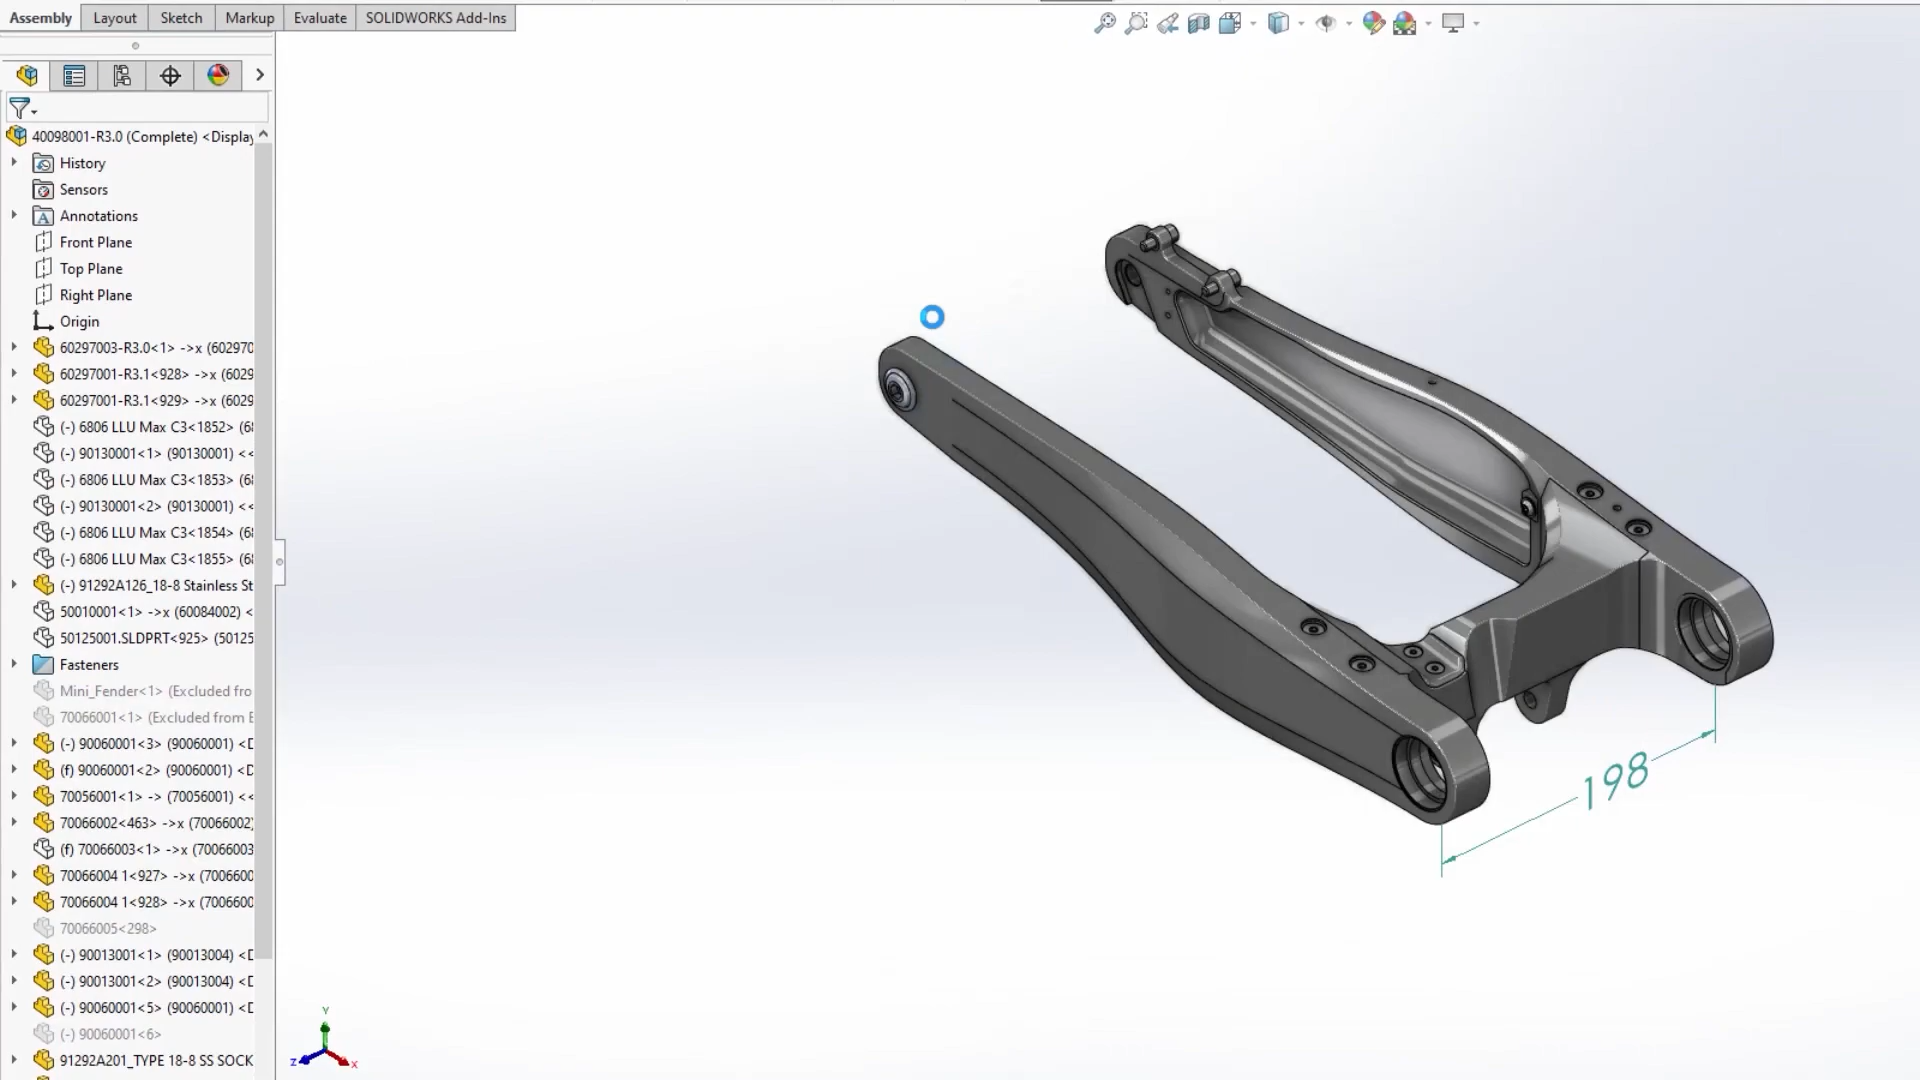 Assembly Layout Sketch Markup Evaluate SOLIDWORKS Add-Ins
40098001-R3.0 (Complete) <Display
History
Sensors
A Annotations
Front Plane
Top Plane
Right Plane
Origin
60297003-R3.0<1> ->x (602970
60297001-R3.1<928> ->x (6029
60297001-R3.1<929> ->x (6029
(-) 6806 LLU Max C3<1852> (6
(-) 90130001<1> (90130001) <<
(-) 6806 LLU Max C3<1853> (6
(-) 90130001<2> (90130001) <<
(-) 6806 LLU Max C3<1854> (6
(-) 6806 LLU Max C3<1855> (6
(-) 91292A126_18-8 Stainless St
50010001<1> ->x (60084002) <
50125001.SLDPRT<925> (50125
Fasteners
Mini_Fender<1> (Excluded fro
70066001<1> (Excluded from
(-) 90060001<3> (90060001) <
(f) 90060001<2> (90060001) <
70056001<1> -> (70056001) <<
70066002<463> ->x (70066002)
(f) 70066003<1> ->x (70066003
70066004 1<927> ->x (7006600
70066004 1<928> ->x (7006600
70066005<298>
(-) 90013001<1> (90013004) <
(-) 90013001<2> (90013004) <
(-) 90060001<5> (90060001) <
(-) 90060001<6>
91292A201_TYPE 18-8 SS SOCK
198
Y
Z
X